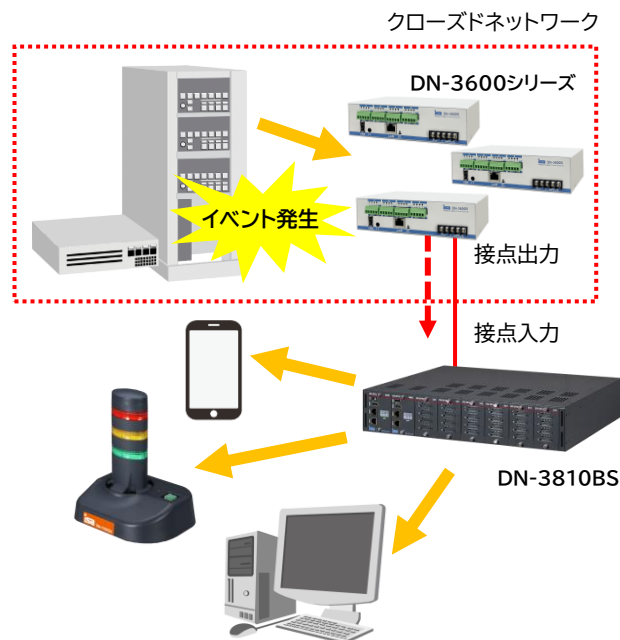 クローズドネットワーク
DN-3600シリーズ
イベント発生
接点出力
接点入力
DN-3810BS